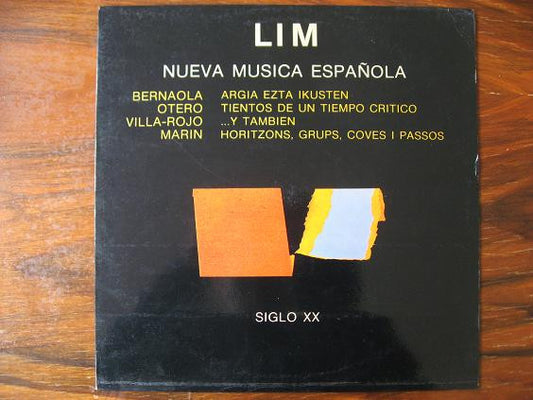 LIM
NUEVA MUSICA ESPAÑOLA
BERNAOLA ARGIA EZTA IKUSTEN
OTERO TIENTOS DE UN TIEMPO CRITICO
VILLA-ROJO ...Y TAMBIEN
MARIN HORITZONS, GRUPS, COVES I PASSOS
SIGLO XX